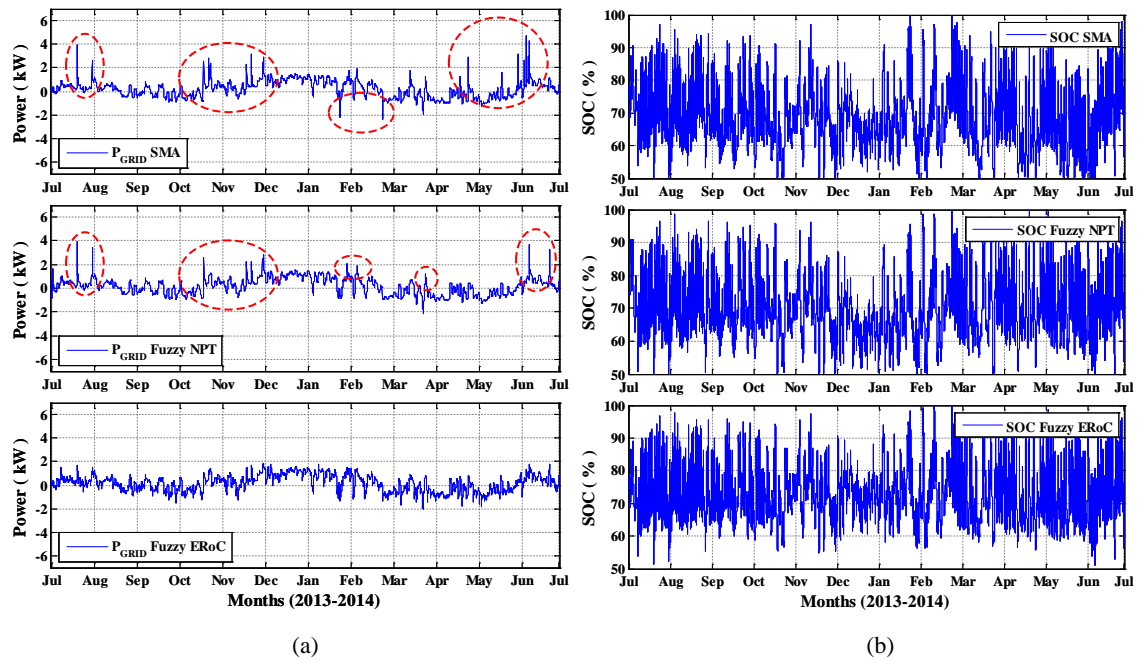 Power ( kW )
6
4
2
0
-2
-4
-6
P_GRID SMA
Jul Aug Sep Oct Nov Dec Jan Feb Mar Apr May Jun Jul
Power ( kW )
6
4
2
0
-2
-4
-6
P_GRID Fuzzy NPT
Jul Aug Sep Oct Nov Dec Jan Feb Mar Apr May Jun Jul
Power ( kW )
6
4
2
0
-2
-4
-6
P_GRID Fuzzy ERoC
Jul Aug Sep Oct Nov Dec Jan Feb Mar Apr May Jun Jul
Months (2013-2014)
(a)
SOC ( % )
100
90
80
70
60
50
SOC SMA
Jul Aug Sep Oct Nov Dec Jan Feb Mar Apr May Jun Jul
SOC ( % )
100
90
80
70
60
50
SOC Fuzzy NPT
Jul Aug Sep Oct Nov Dec Jan Feb Mar Apr May Jun Jul
SOC ( % )
100
90
80
70
60
50
SOC Fuzzy ERoC
Jul Aug Sep Oct Nov Dec Jan Feb Mar Apr May Jun Jul
Months (2013-2014)
(b)